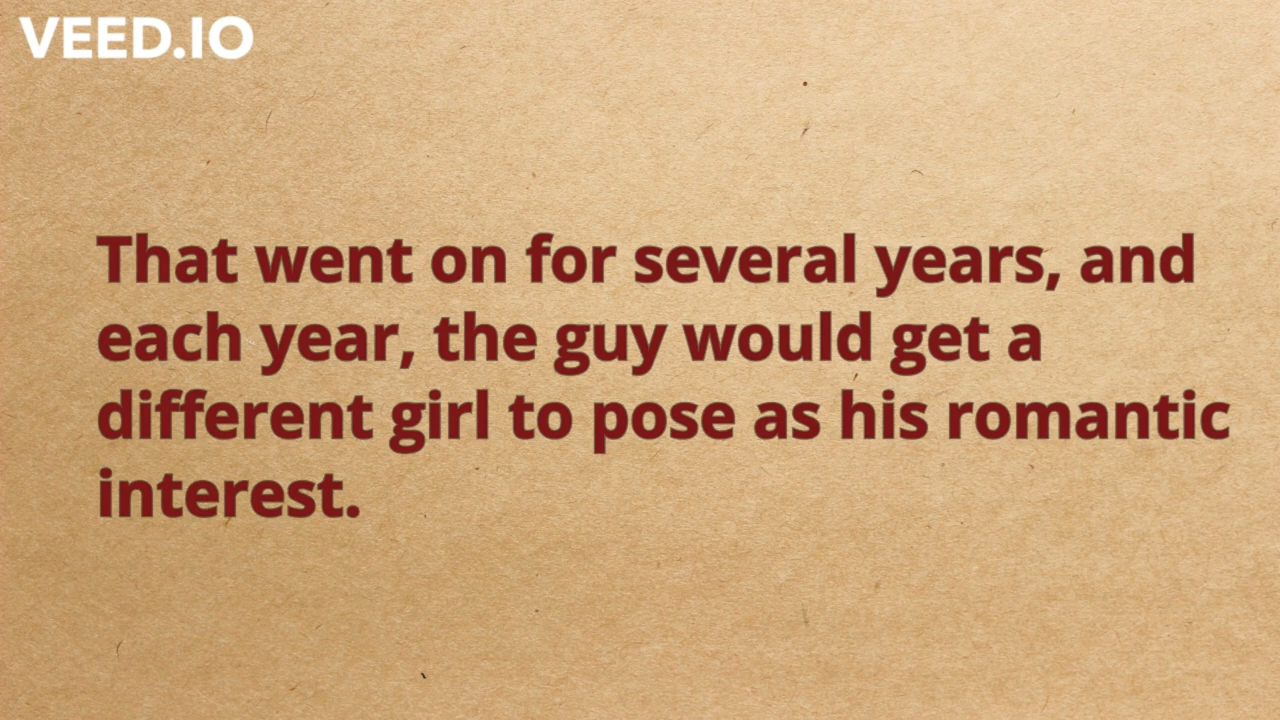 VEED.IO
That went on for several years, and
each year, the guy would get a
different girl to pose as his romantic
interest.